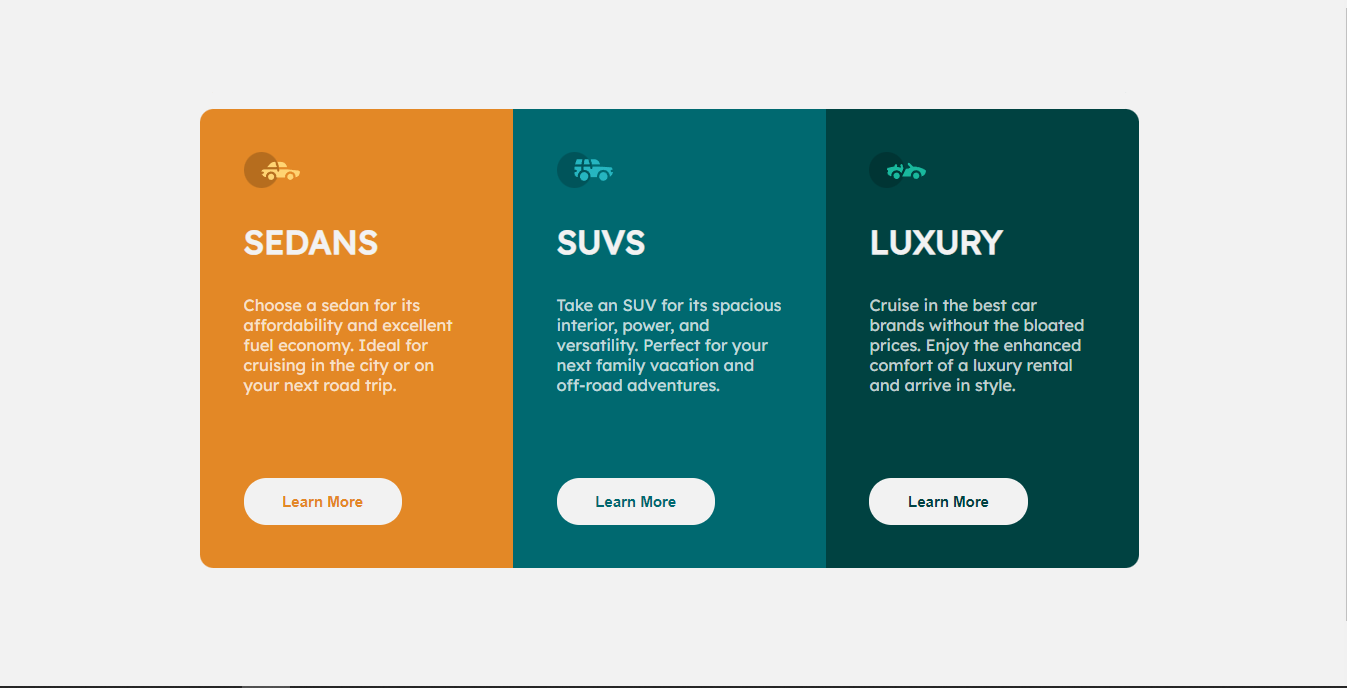 SEDANS
Choose a sedan for its
affordability and excellent
fuel economy. Ideal for
cruising in the city or on
your next road trip.
Learn More
SUVS
Take an SUV for its spacious
interior, power, and
versatility. Perfect for your
next family vacation and
off-road adventures.
Learn More
LUXURY
Cruise in the best car
brands without the bloated
prices. Enjoy the enhanced
comfort of a luxury rental
and arrive in style.
Learn More